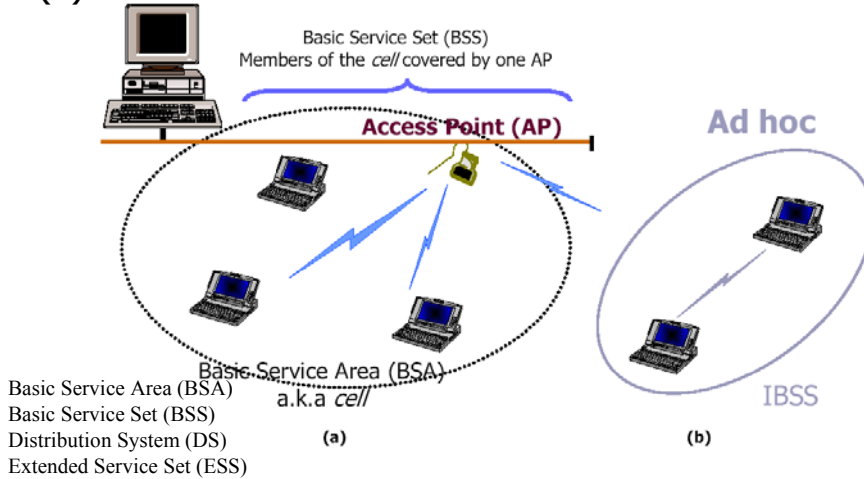 Basic Service Set (BSS)
Members of the cell covered by one AP
Access Point (AP)
Ad hoc
Basic Service Area (BSA)
a.k.a cell
IBSS
Basic Service Area (BSA)
Basic Service Set (BSS)
Distribution System (DS)
Extended Service Set (ESS)
(a)
(b)